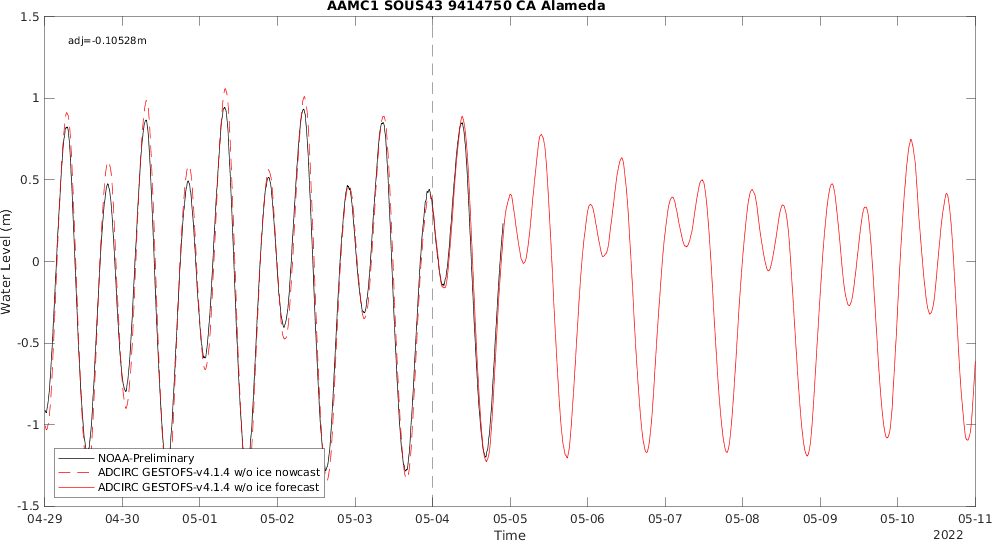 AAMC1 SOUS43 9414750 CA Alameda
1.5
adj=-0.10528m
1
0.5
0
-0.5
-1
-1.5
Water Level (m)
NOAA-Preliminary
ADCIRC GESTOFS-v4.1.4 w/o ice nowcast
ADCIRC GESTOFS-v4.1.4 w/o ice forecast
04-29 04-30 05-01 05-02 05-03 05-04 05-05 05-06 05-07 05-08 05-09 05-10 05-11
Time
2022